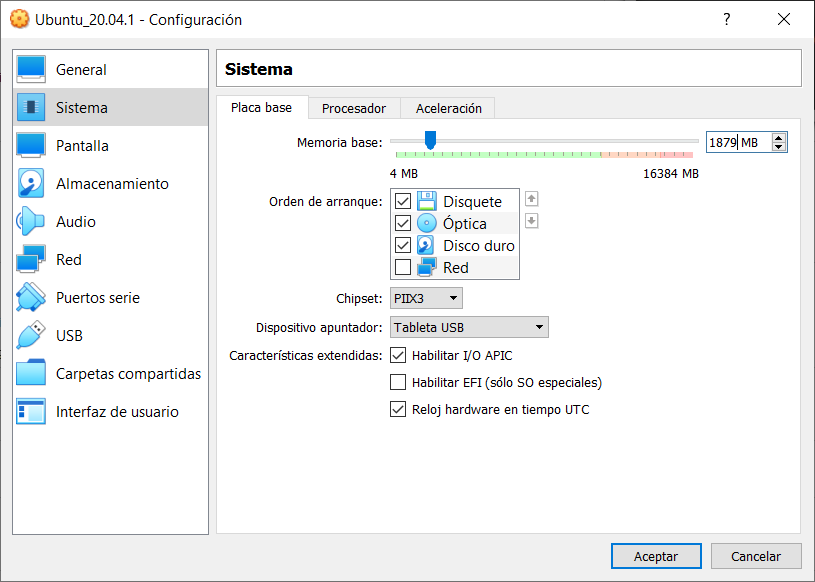 Ubuntu_20.04.1 - Configuración
?
General
Sistema
Pantalla
Almacenamiento
Audio
Red
Puertos serie
USB
Carpetas compartidas
Interfaz de usuario
Sistema
Placa base
Procesador
Aceleración
Memoria base:
1879 MB
4 MB
16384 MB
Orden de arranque:
Disquete
Óptica
Disco duro
Red
Chipset:
PIIX3
Dispositivo apuntador:
Tableta USB
Características extendidas:
Habilitar I/O APIC
Habilitar EFI (sólo SO especiales)
Reloj hardware en tiempo UTC
Aceptar
Cancelar